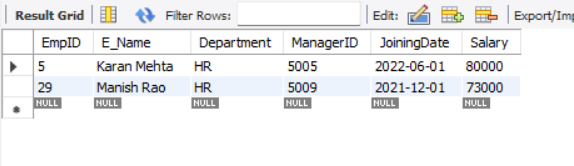 Result Grid Filter Rows: Edit: Export/Imp
EmpID E_Name Department ManagerID JoiningDate Salary
5 Karan Mehta HR 5005 2022-06-01 80000
29 Manish Rao HR 5009 2021-12-01 73000
NULL NULL NULL NULL NULL NULL